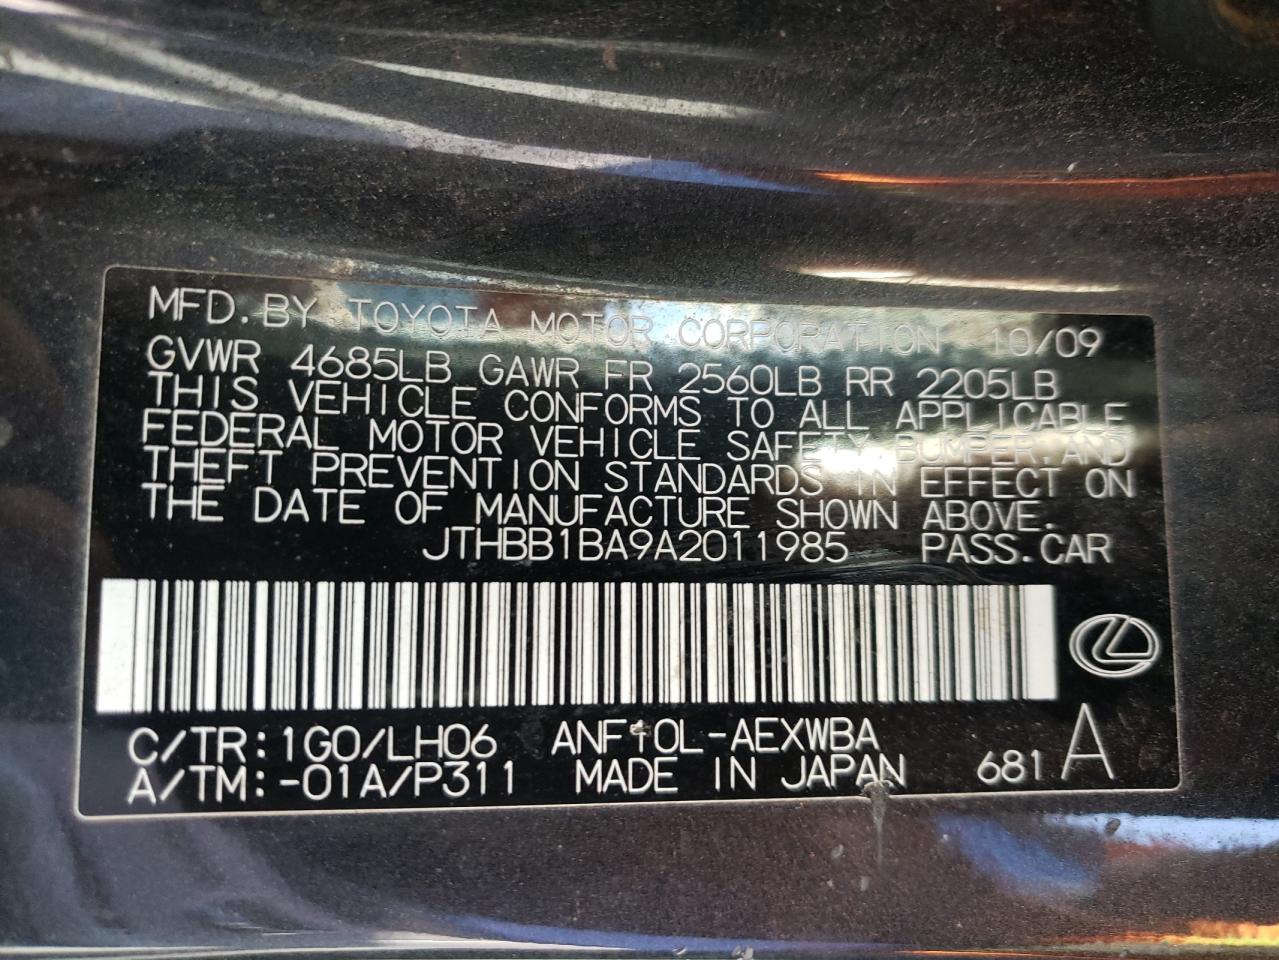 MFD. BY TOYOTA MOTOR CORPORATION 10/09
GVWR 4685LB GAWR FR 2560LB RR 2205LB
THIS VEHICLE CONFORMS TO ALL APPLICABLE
FEDERAL MOTOR VEHICLE SAFETY, BUMPER, AND
THEFT PREVENTION STANDARDS IN EFFECT ON
THE DATE OF MANUFACTURE SHOWN ABOVE.
JTHBB1BA9A2011985 PASS. CAR
C/TR: 1G0/LH06 ANF10L-AEXWBA
A/TM: -01A/P311 MADE IN JAPAN 681 A